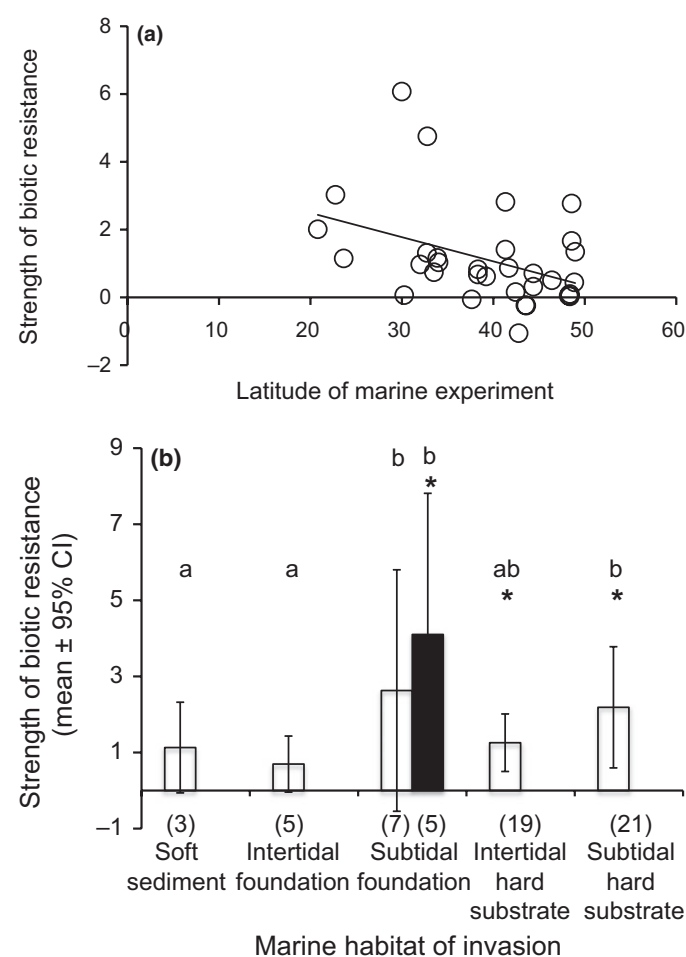 (a)
Strength of biotic resistance
8
6
4
2
0
–2
0 10 20 30 40 50 60
Latitude of marine experiment
(b)
Strength of biotic resistance
(mean ± 95% CI)
9
7
5
3
1
–1
b b
*
a a ab b
* *
(3) (5) (7) (5) (19) (21)
Soft Intertidal Subtidal Intertidal Subtidal
sediment foundation foundation hard hard
substrate substrate
Marine habitat of invasion